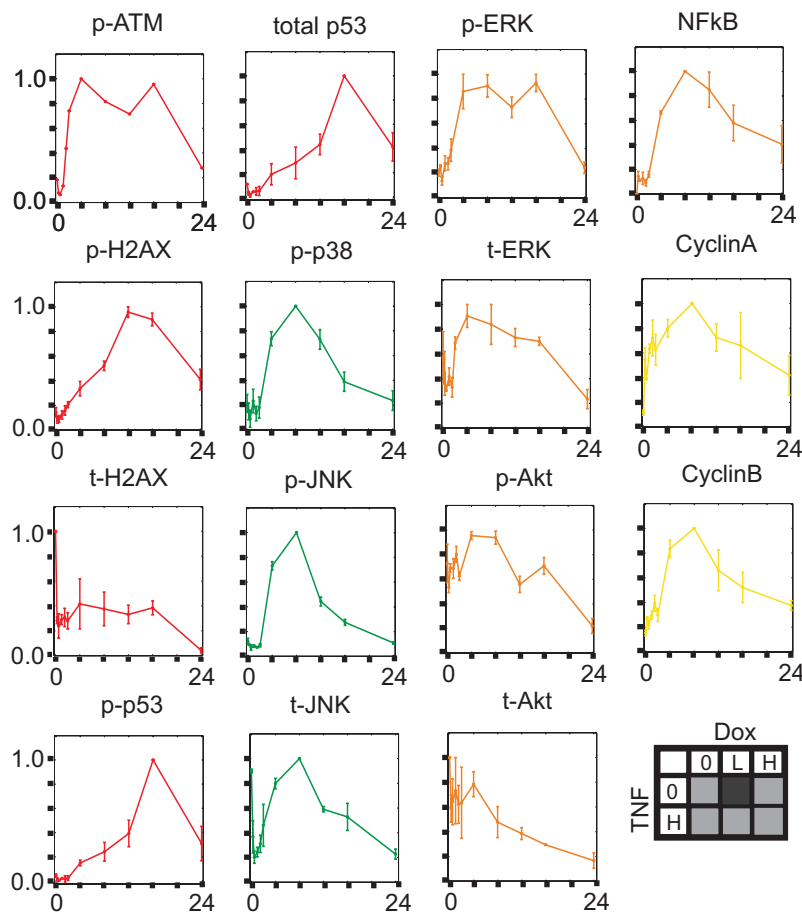 p-ATM total p53 p-ERK NFkB
1.0
0.0
0 24 0 24 0 24 0 24
p-H2AX p-p38 t-ERK CyclinA
1.0
0.0
0 24 0 24 0 24 0 24
t-H2AX p-JNK p-Akt CyclinB
1.0
0.0
0 24 0 24 0 24 0 24
p-p53 t-JNK t-Akt
1.0
0.0
0 24 0 24 0 24
Dox
0 L H
TNF
0
H